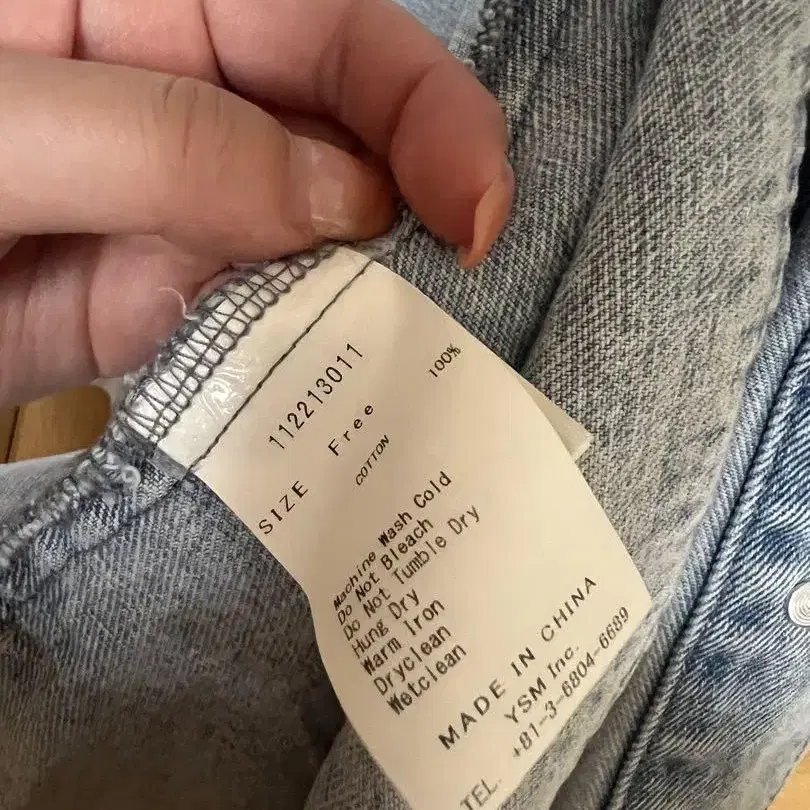 112213011
SIZE Free
COTTON 100%
Machine Wash Cold
Do Not Bleach
Do Not Tumble Dry
Hung Dry
Warm Iron
Dryclean
Wetclean
MADE IN CHINA
YSM Inc.
TEL. +81-3-6804-6689